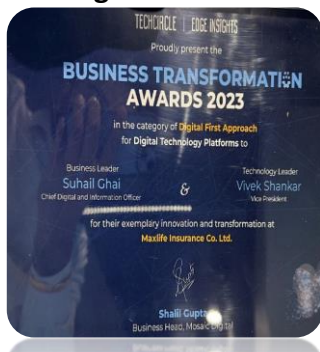 TECHCIRCLE | EDGE INSIGHTS
Proudly present the
BUSINESS TRANSFORMATION
AWARDS 2023
in the category of Digital First Approach
for Digital Technology Platforms to
Business Leader
Suhail Ghai
Chief Digital and Information Officer
&
Technology Leader
Vivek Shankar
Vice President
for their exemplary innovation and transformation at
Maxlife Insurance Co. Ltd.
Shalil Gupta
Business Head, Mosaic Digital